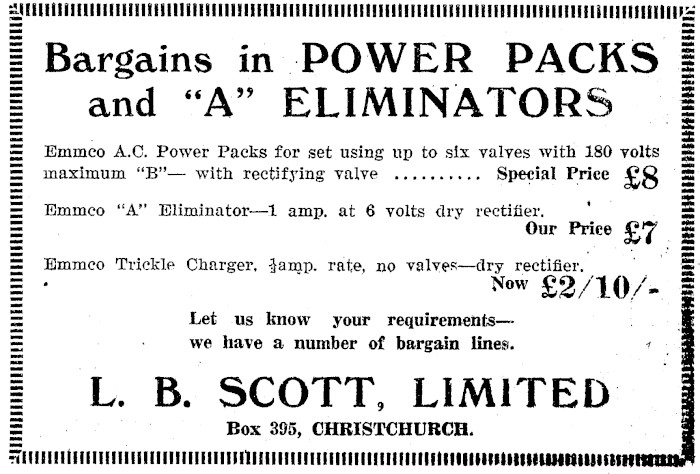 Bargains in POWER PACKS
and "A" ELIMINATORS
Emmco A.C. Power Packs for set using up to six valves with 180 volts
maximum "B"— with rectifying valve .......... Special Price £8
Emmco "A" Eliminator—1 amp. at 6 volts dry rectifier.
Our Price £7
Emmco Trickle Charger, amp. rate, no valves—dry rectifier.
Now £2/10/-
Let us know your requirements—
we have a number of bargain lines.
L. B. SCOTT, LIMITED
Box 395, CHRISTCHURCH.